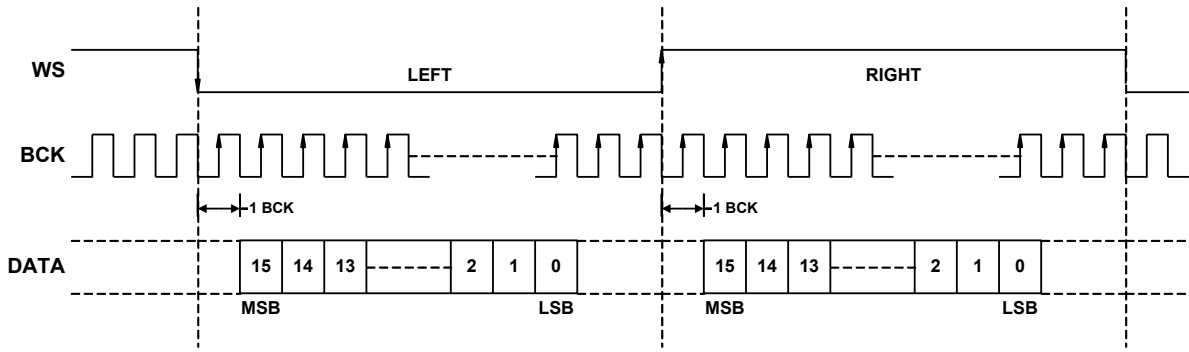 WS
LEFT
RIGHT
BCK
1 BCK
1 BCK
DATA
15 14 13 2 1 0
15 14 13 2 1 0
MSB
LSB
MSB
LSB